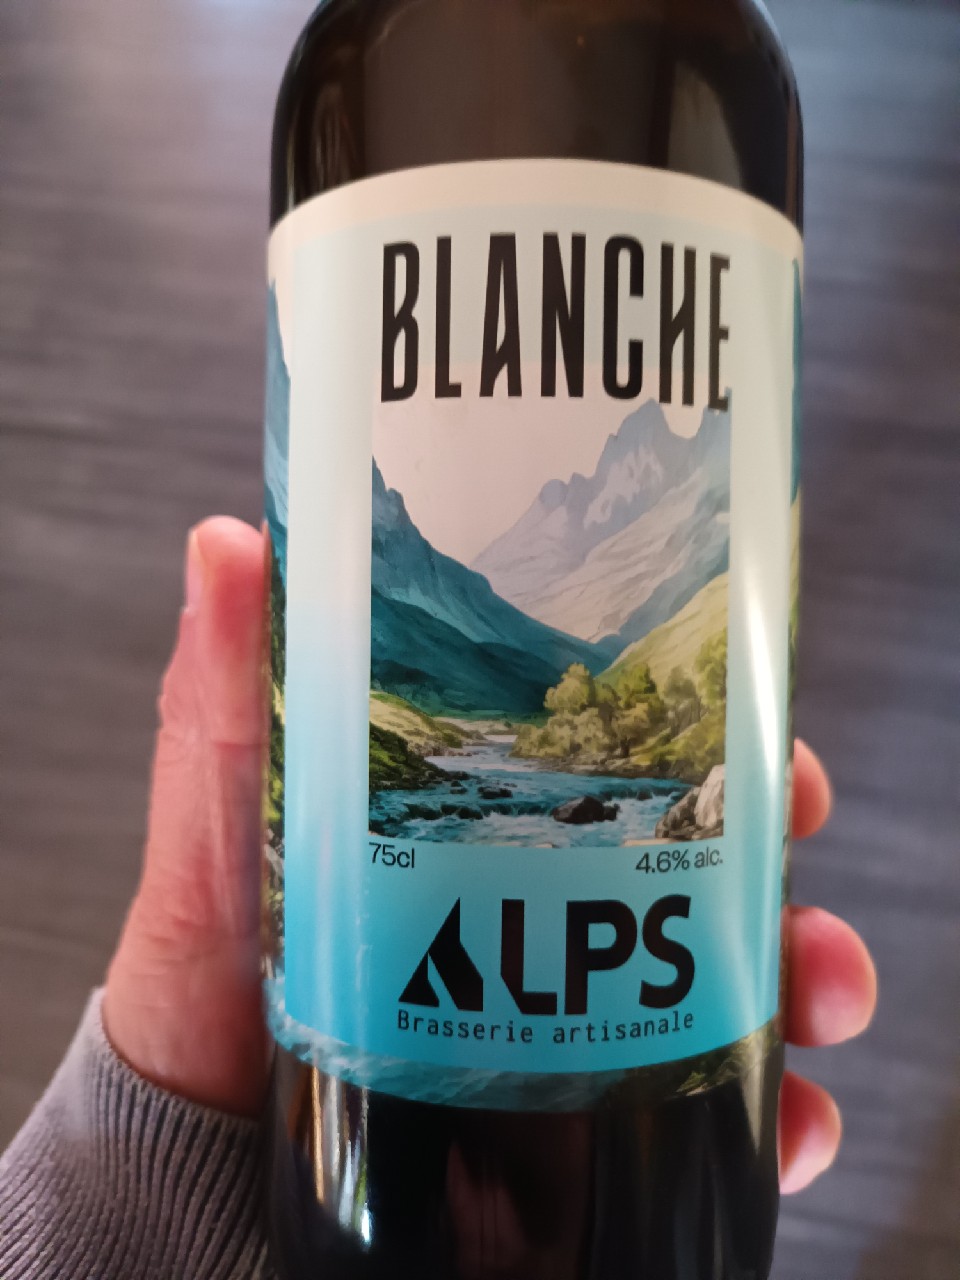 BLANCHE
75cl 4.6% alc.
ALPS
Brasserie artisanale